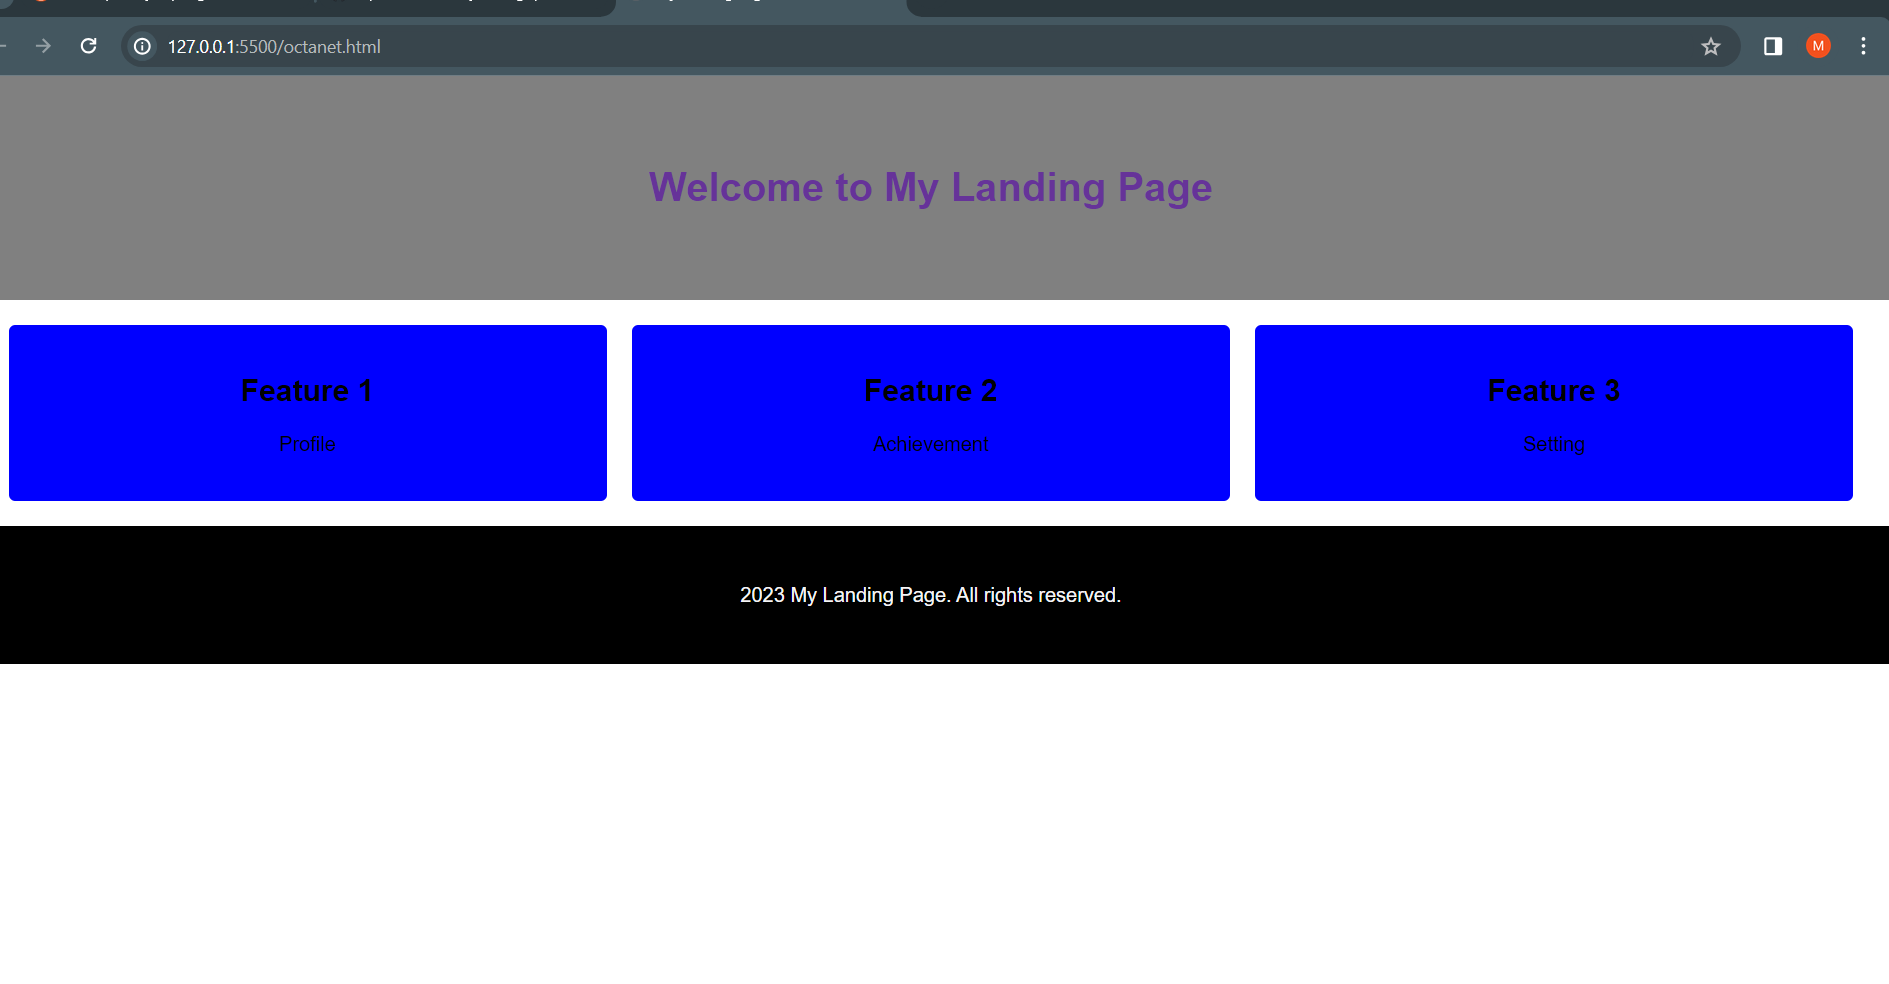 127.0.0.1:5500/octanet.html
M
Welcome to My Landing Page
Feature 1
Profile
Feature 2
Achievement
Feature 3
Setting
2023 My Landing Page. All rights reserved.